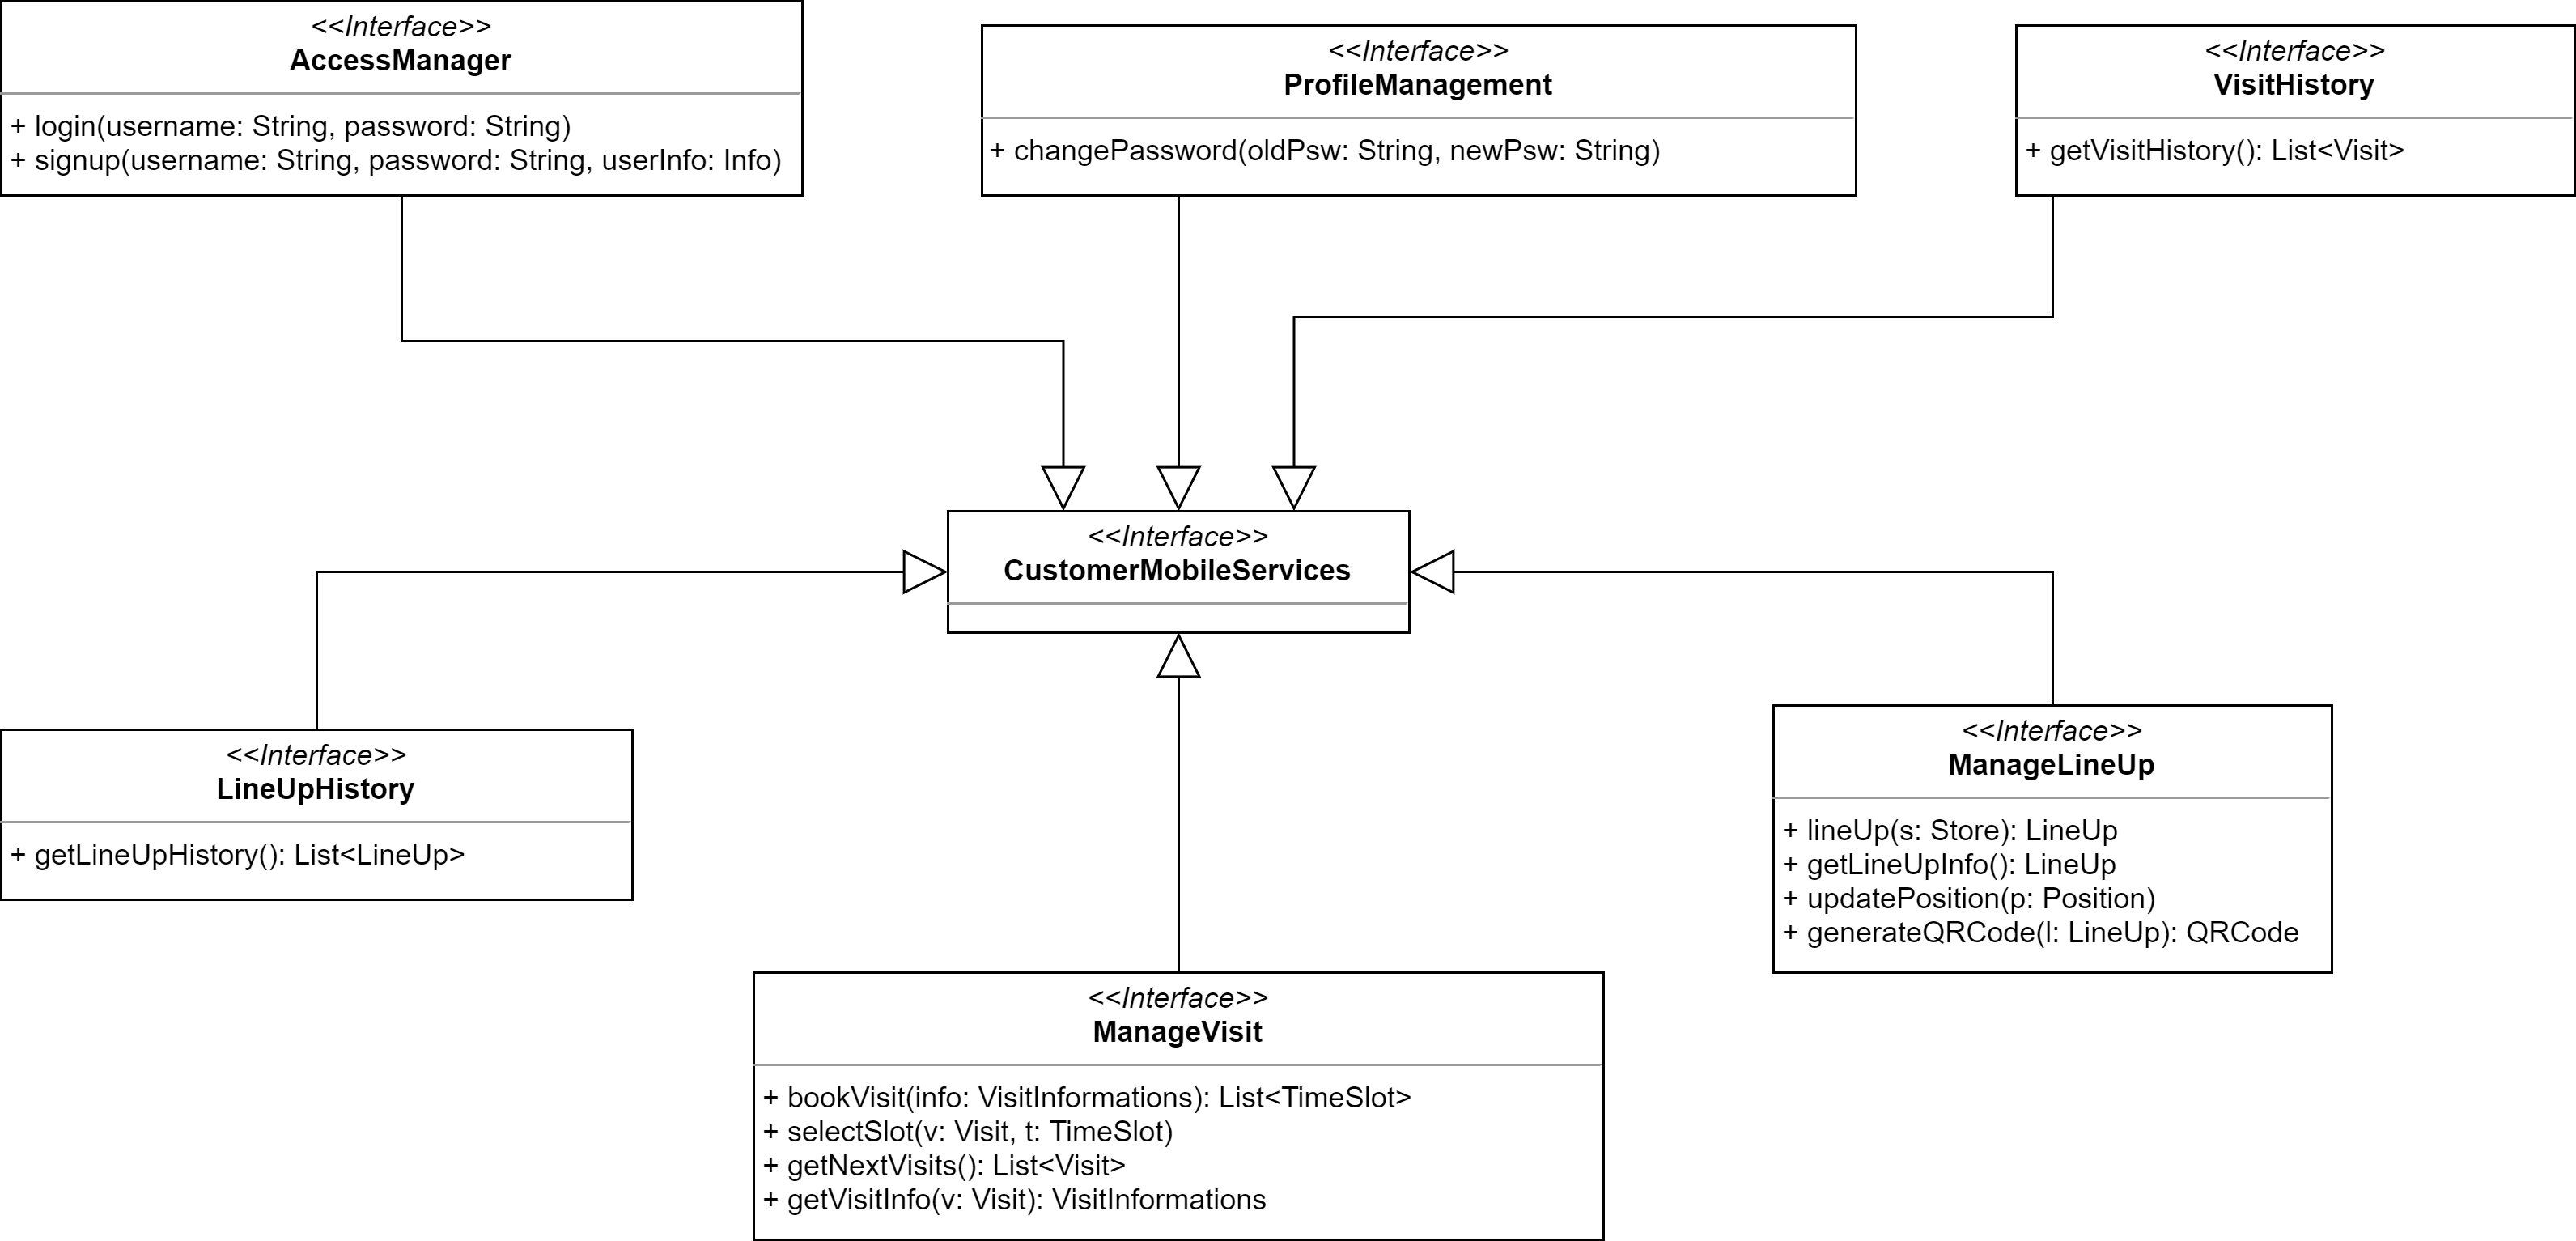 <<Interface>>
AccessManager
+ login(username: String, password: String)
+ signup(username: String, password: String, userInfo: Info)
<<Interface>>
ProfileManagement
+ changePassword(oldPsw: String, newPsw: String)
<<Interface>>
VisitHistory
+ getVisitHistory(): List<Visit>
<<Interface>>
CustomerMobileServices
<<Interface>>
LineUpHistory
+ getLineUpHistory(): List<LineUp>
<<Interface>>
ManageLineUp
+ lineUp(s: Store): LineUp
+ getLineUpInfo(): LineUp
+ updatePosition(p: Position)
+ generateQRCode(l: LineUp): QRCode
<<Interface>>
ManageVisit
+ bookVisit(info: VisitInformations): List<TimeSlot>
+ selectSlot(v: Visit, t: TimeSlot)
+ getNextVisits(): List<Visit>
+ getVisitInfo(v: Visit): VisitInformations